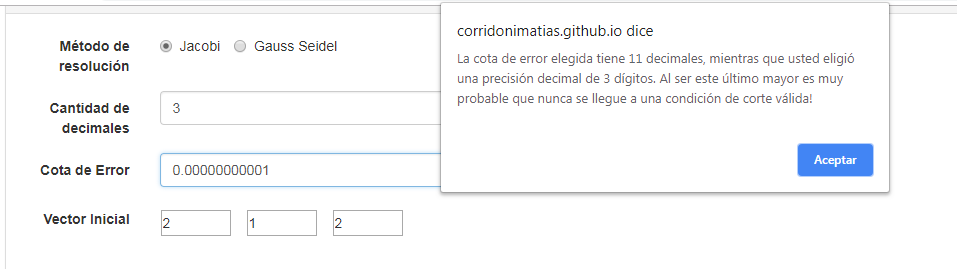 corridonimatias.github.io dice
La cota de error elegida tiene 11 decimales, mientras que usted eligió
una precisión decimal de 3 dígitos. Al ser este último mayor es muy
probable que nunca se llegue a una condición de corte válida!
Aceptar
Método de
resolución
Jacobi
Gauss Seidel
Cantidad de
decimales
3
Cota de Error
0.00000000001
Vector Inicial
2
1
2